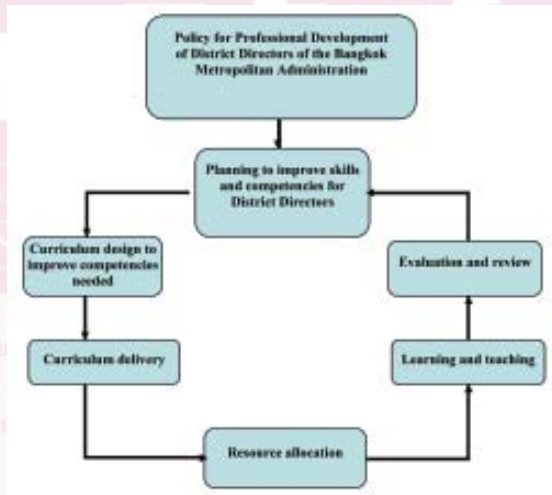 Policy for Professional Development
of District Directors of the Bangkok
Metropolitan Administration
Planning to improve skills
and competencies for
District Directors
Curriculum design to
improve competencies
needed
Evaluation and review
Curriculum delivery
Learning and teaching
Resource allocation